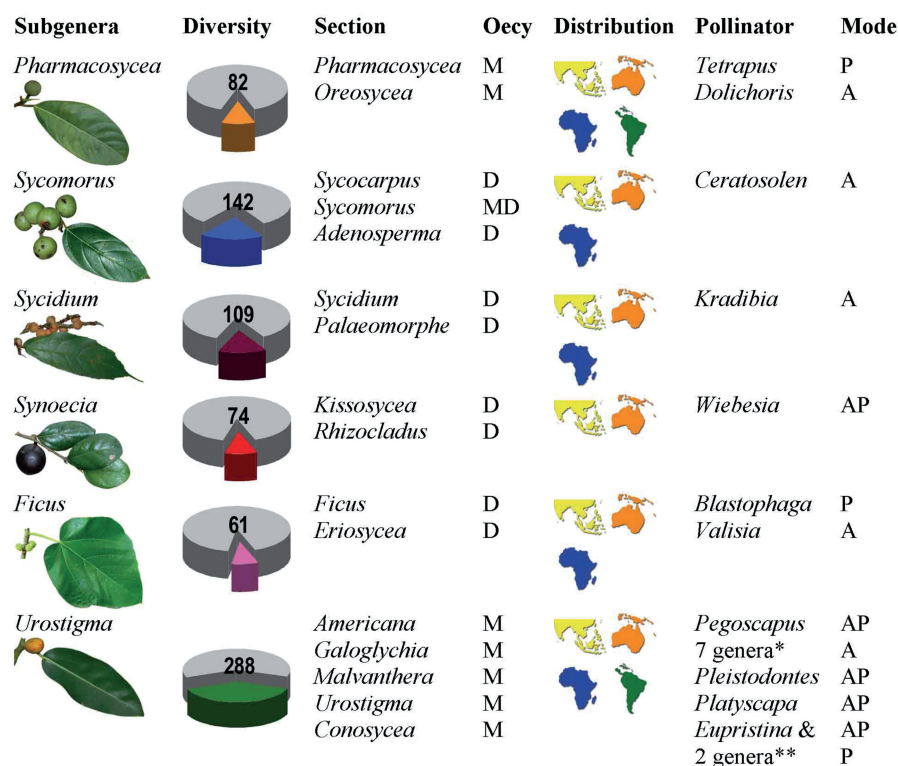 Subgenera Diversity Section Oecy Distribution Pollinator Mode
Pharmacosycea 82 Pharmacosycea M Tetrapus P
Oreosycea M Dolichoris A
Sycomorus 142 Sycocarpus D Ceratosolen A
Sycomorus MD
Adenosperma D
Sycidium 109 Sycidium D Kradibia A
Palaeomorphe D
Synoecia 74 Kissosycea D Wiebesia AP
Rhizocladus D
Ficus 61 Ficus D Blastophaga P
Eriosycea D Valisia A
Urostigma 288 Americana M Pegoscapus AP
Galoglychia M 7 genera* A
Malvanthera M Pleistodontes AP
Urostigma M Platyscapa AP
Conosycea M Eupristina & AP
2 genera** P